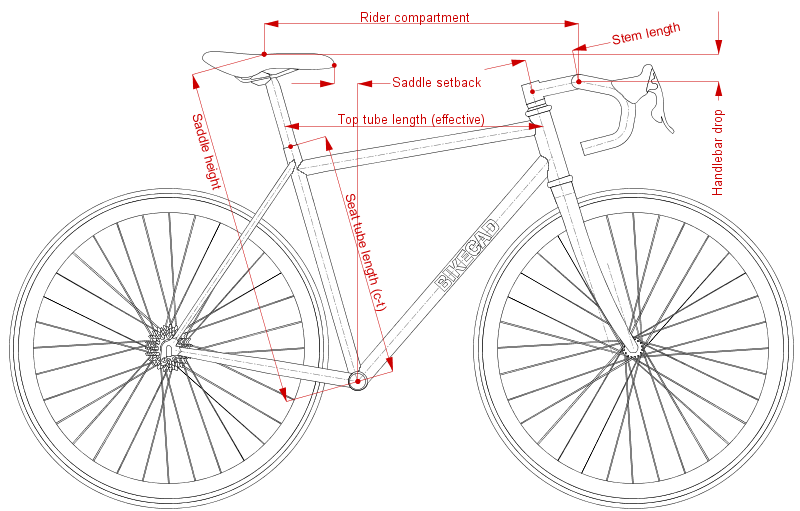 Rider compartment
Stem length
Saddle setback
Top tube length (effective)
Handlebar drop
Saddle height
Seat tube length (c-t)
BIKECAD